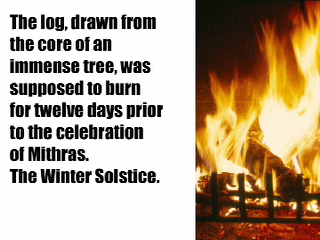 The log, drawn from
the core of an
immense tree, was
supposed to burn
for twelve days prior
to the celebration
of Mithras.
The Winter Solstice.